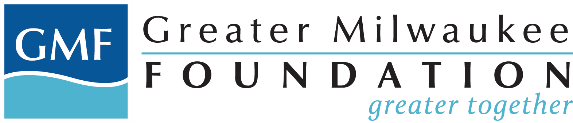 GMF
Greater Milwaukee
FOUNDATION
greater together